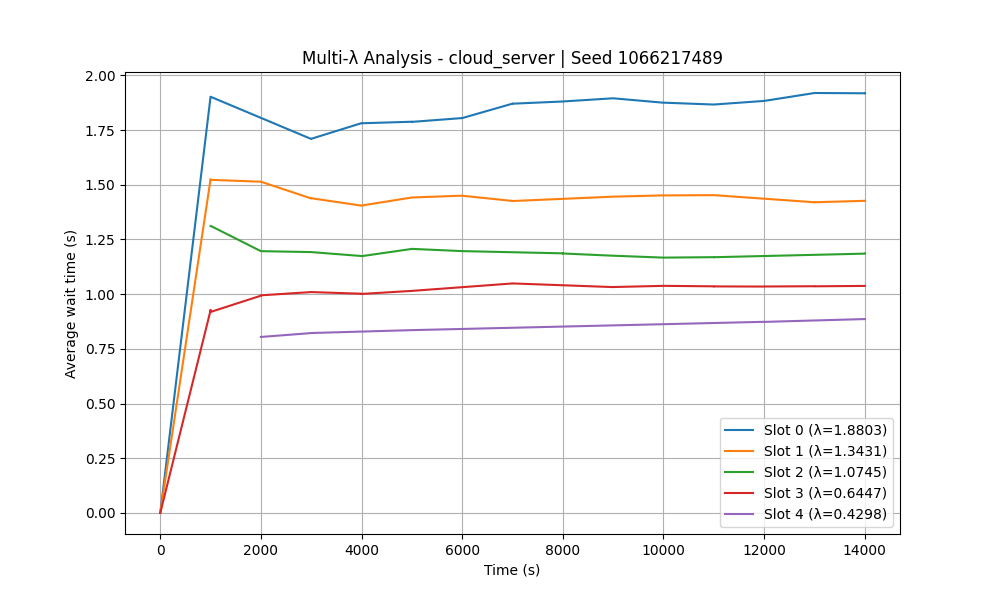 Multi-λ Analysis - cloud_server | Seed 1066217489
2.00
1.75
1.50
1.25
1.00
0.75
0.50
0.25
0.00
Average wait time (s)
Slot 0 (λ=1.8803)
Slot 1 (λ=1.3431)
Slot 2 (λ=1.0745)
Slot 3 (λ=0.6447)
Slot 4 (λ=0.4298)
0 2000 4000 6000 8000 10000 12000 14000
Time (s)